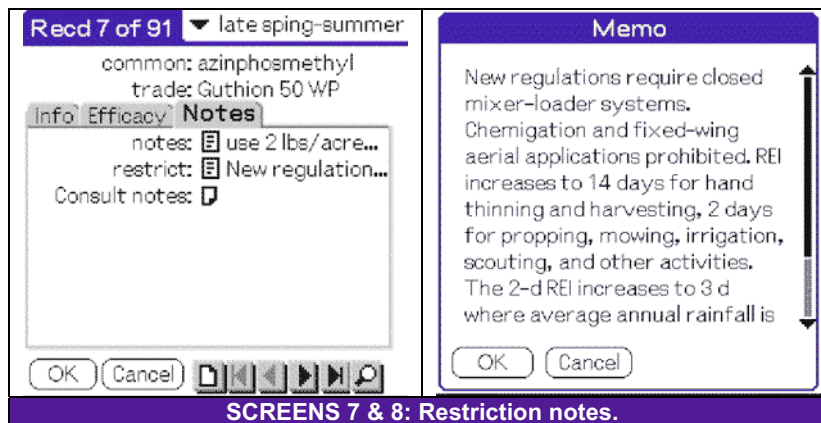 Recd 7 of 91 late sping-summer
common: azinphosmethyl
trade: Guthion 50 WP
Info Efficacy Notes
notes: use 2 lbs/acre...
restrict: New regulation...
Consult notes:
OK Cancel
Memo
New regulations require closed
mixer-loader systems.
Chemigation and fixed-wing
aerial applications prohibited. REI
increases to 14 days for hand
thinning and harvesting, 2 days
for propping, mowing, irrigation,
scouting, and other activities.
The 2-d REI increases to 3 d
where average annual rainfall is
OK Cancel
SCREENS 7 & 8: Restriction notes.